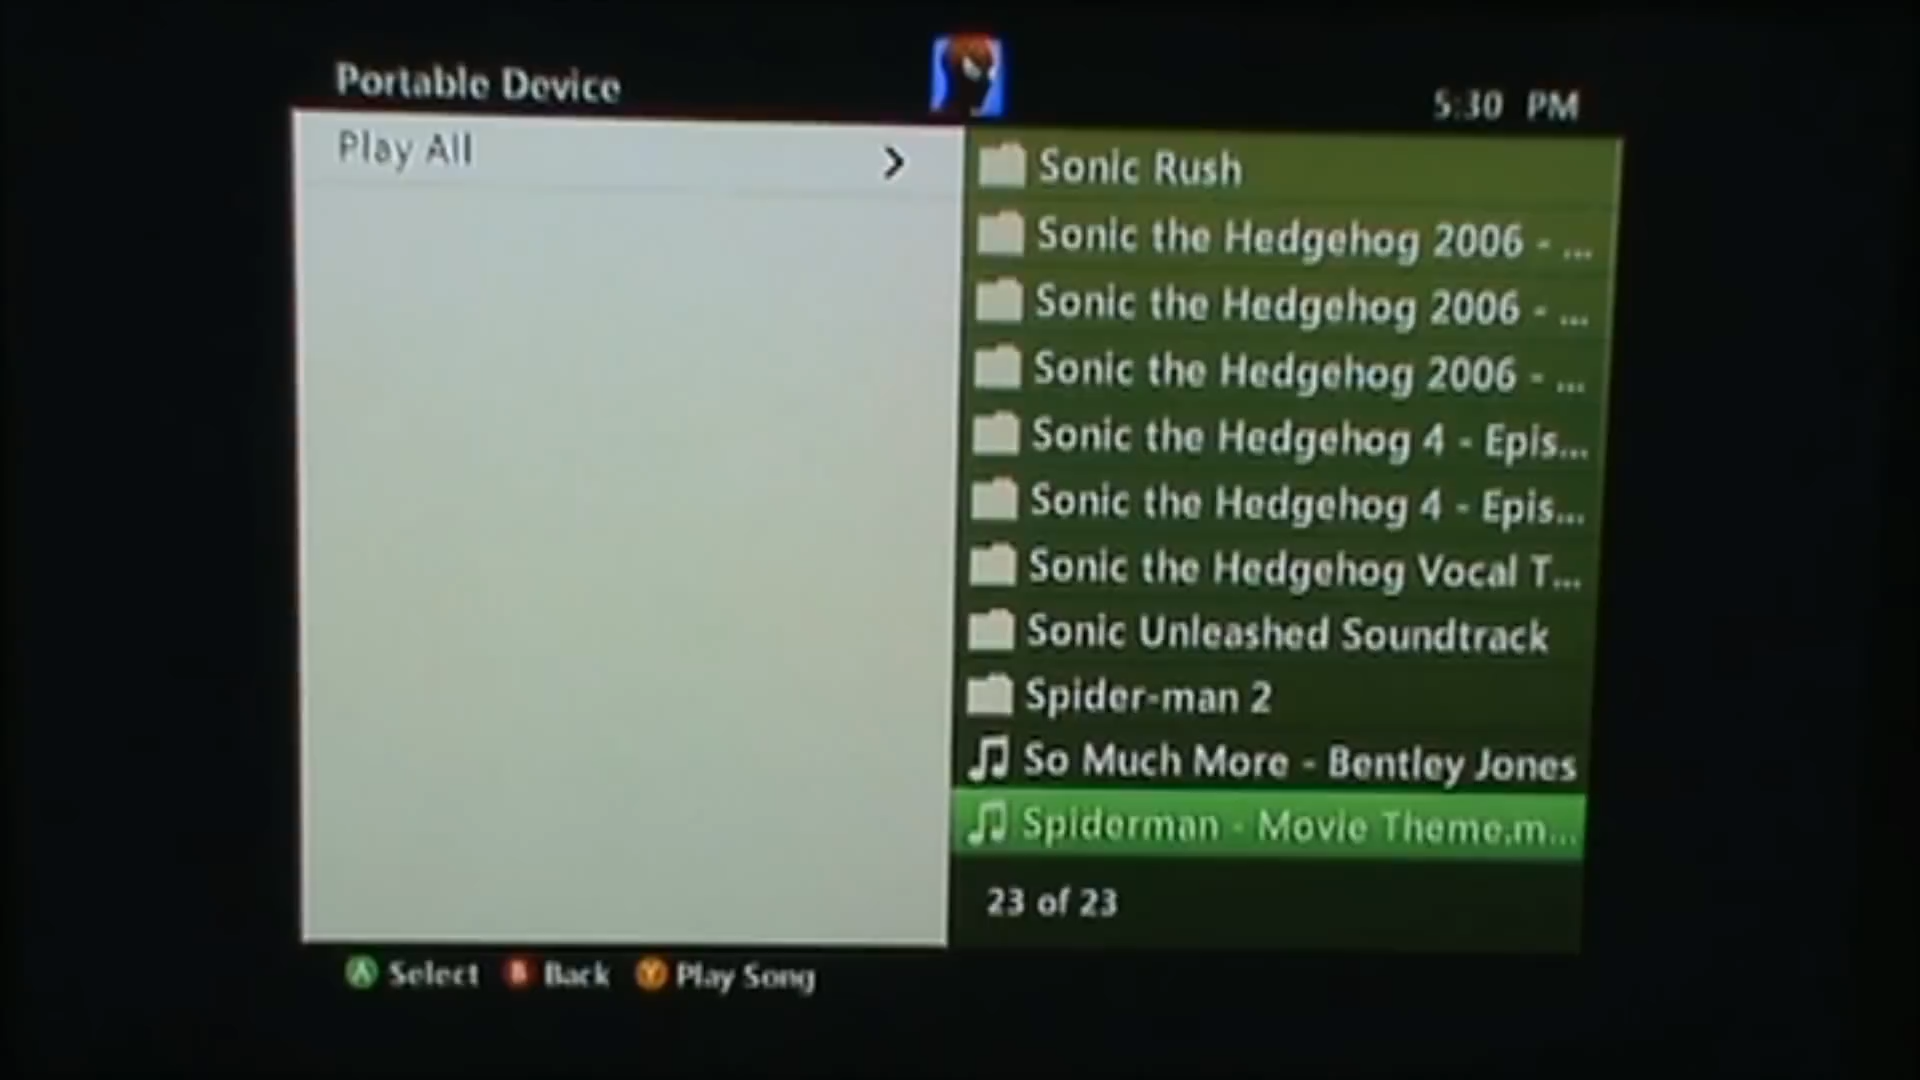 Portable Device
5:30 PM
Play All
Sonic Rush
Sonic the Hedgehog 2006 - ...
Sonic the Hedgehog 2006 - ...
Sonic the Hedgehog 2006 - ...
Sonic the Hedgehog 4 - Epis...
Sonic the Hedgehog 4 - Epis...
Sonic the Hedgehog Vocal T...
Sonic Unleashed Soundtrack
Spider-man 2
So Much More - Bentley Jones
Spiderman - Movie Theme.m...
23 of 23
A Select B Back Y Play Song